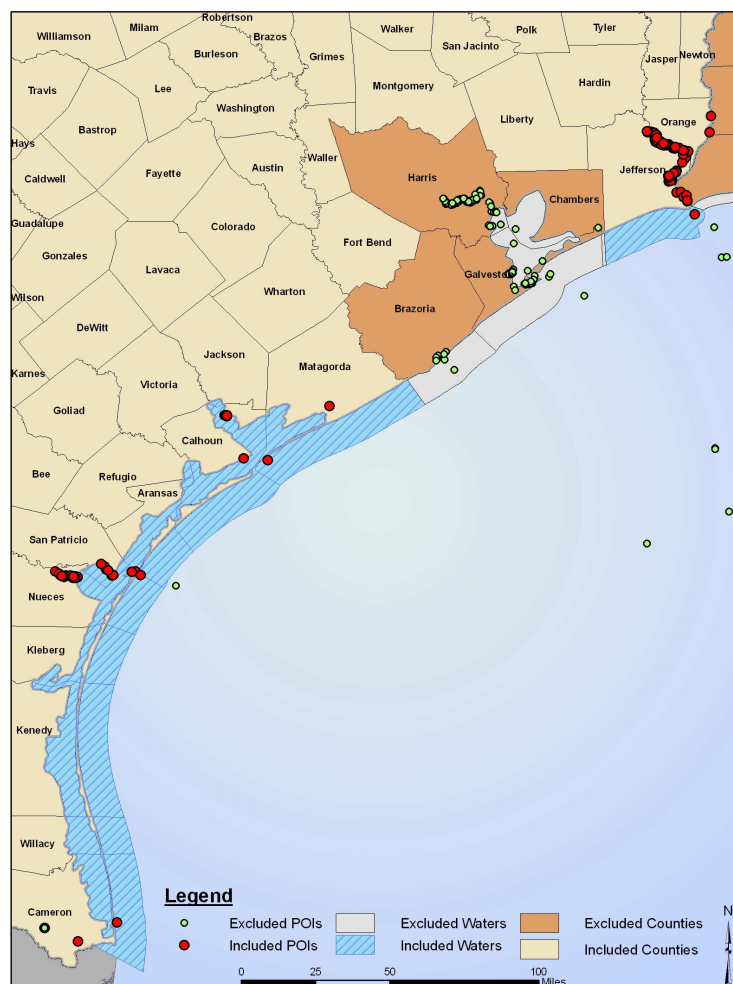 Robertson
Milam
Williamson
Brazos
Walker
Polk
Tyler
San Jacinto
Burleson
Grimes
Jasper
Newton
Hardin
Travis
Lee
Montgomery
Washington
Liberty
Orange
Bastrop
Hays
Waller
Austin
Jefferson
Fayette
Caldwell
Harris
Chambers
Guadalupe
Colorado
Fort Bend
Gonzales
Lavaca
Galveston
Wharton
Wilson
Brazoria
DeWitt
Jackson
Matagorda
Karnes
Victoria
Goliad
Calhoun
Bee
Refugio
Aransas
San Patricio
Nueces
Kleberg
Kenedy
Willacy
Cameron
Legend
Excluded POIs Excluded Waters Excluded Counties
Included POIs Included Waters Included Counties
N
0 25 50 100
Miles